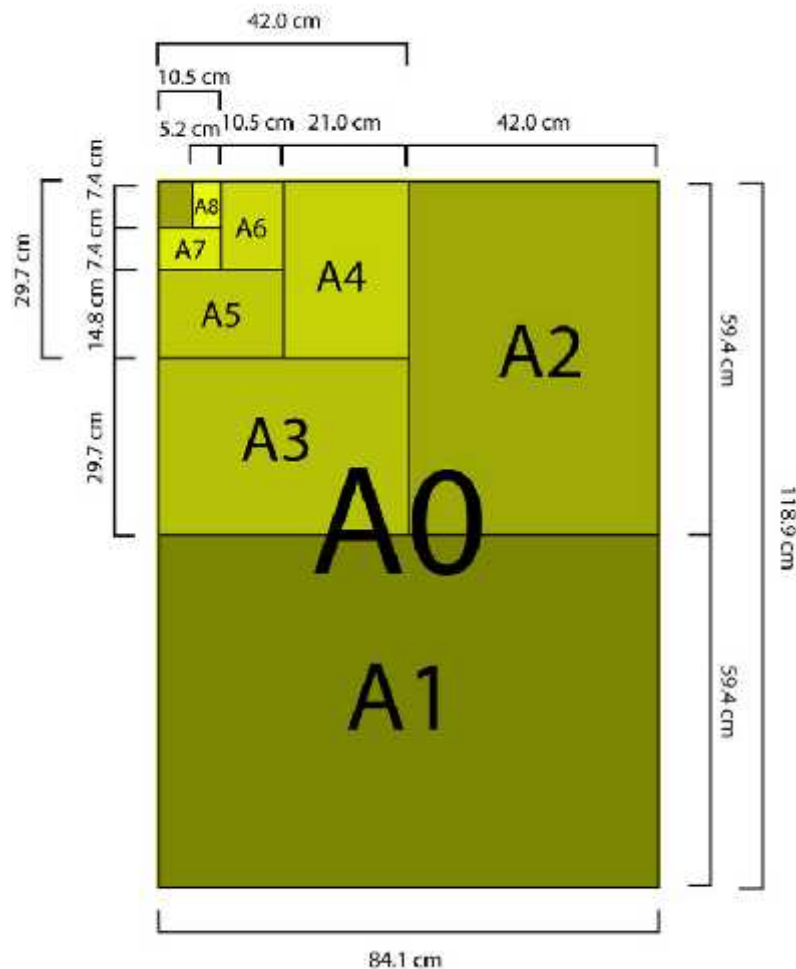 42.0 cm
10.5 cm
5.2 cm
10.5 cm
21.0 cm
42.0 cm
7.4 cm
7.4 cm
14.8 cm
29.7 cm
29.7 cm
A8
A7
A6
A5
A4
A3
A2
A0
A1
59.4 cm
59.4 cm
118.9 cm
84.1 cm